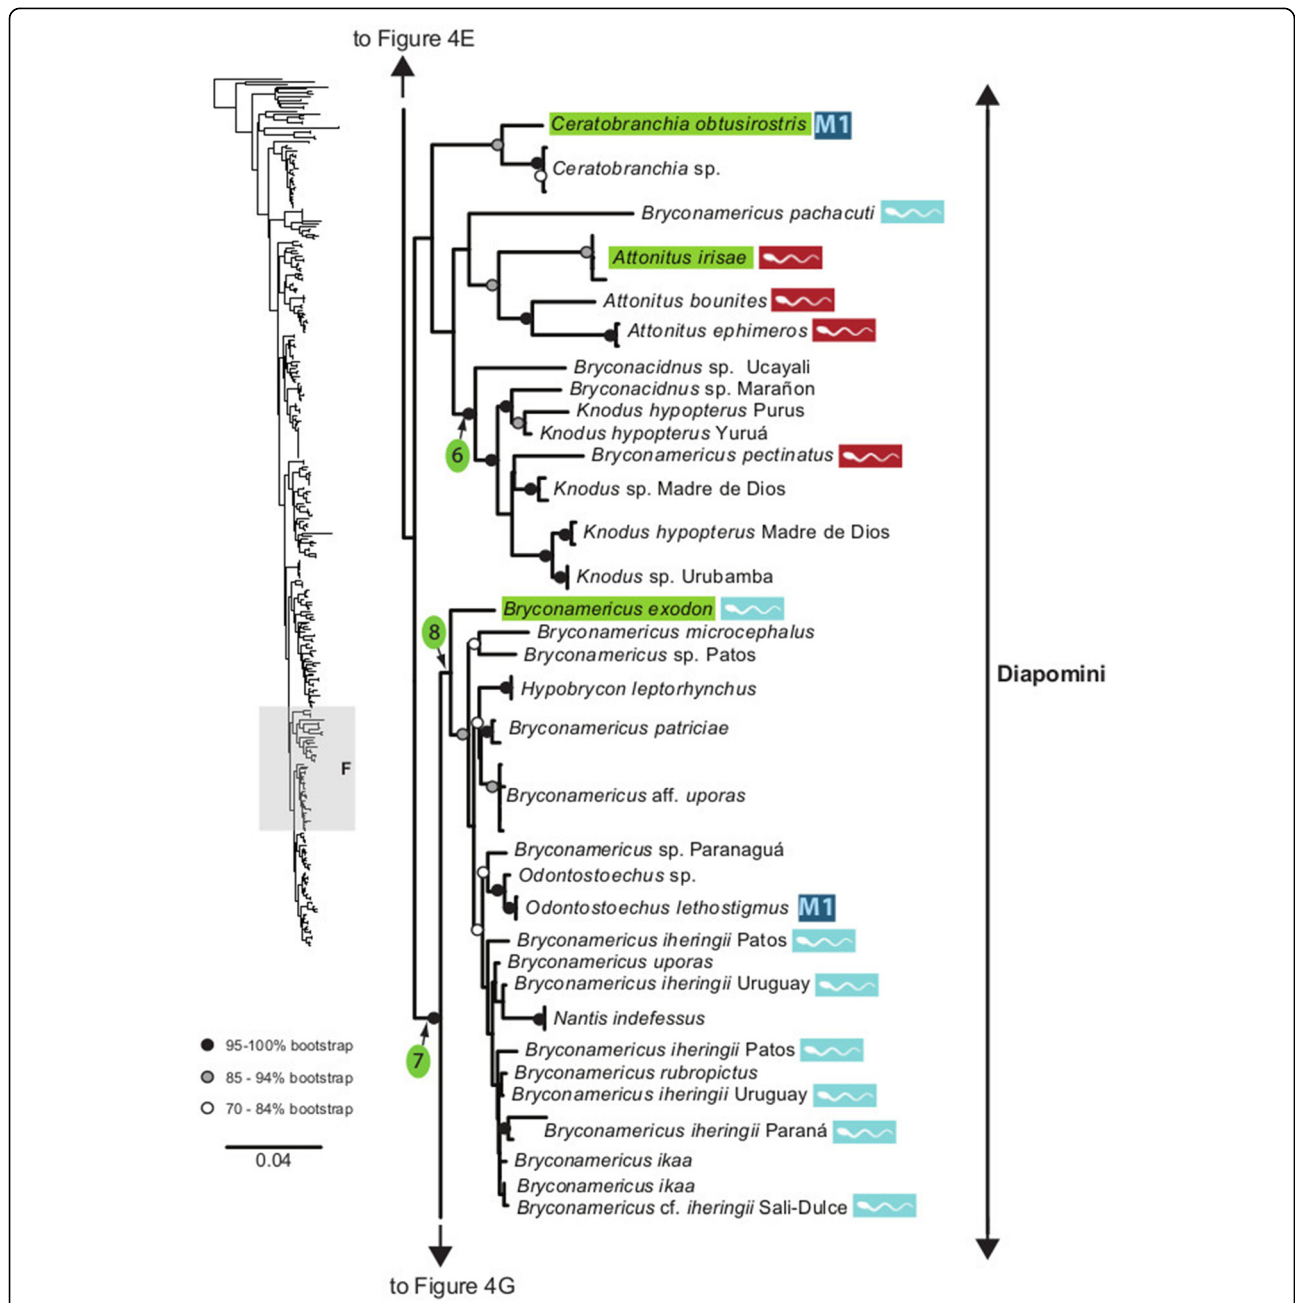 to Figure 4E
Ceratobranchia obtusirostris M1
Ceratobranchia sp.
Bryconamericus pachacuti
Attonitus irisae
Attonitus bounites
Attonitus ephimeros
Bryconacidnus sp. Ucayali
Bryconacidnus sp. Marañon
Knodus hypopterus Purus
Knodus hypopterus Yuruá
6
Bryconamericus pectinatus
Knodus sp. Madre de Dios
Knodus hypopterus Madre de Dios
Knodus sp. Urubamba
Bryconamericus exodon
8
Bryconamericus microcephalus
Bryconamericus sp. Patos
Diapomini
Hypobrycon leptorhynchus
Bryconamericus patriciae
F
Bryconamericus aff. uporas
Bryconamericus sp. Paranaguá
Odontostoechus sp.
Odontostoechus lethostigmus M1
Bryconamericus iheringii Patos
Bryconamericus uporas
Bryconamericus iheringii Uruguay
Nantis indefessus
7
Bryconamericus iheringii Patos
Bryconamericus rubropictus
Bryconamericus iheringii Uruguay
Bryconamericus iheringii Paraná
Bryconamericus ikaa
Bryconamericus ikaa
Bryconamericus cf. iheringii Sali-Dulce
95-100% bootstrap
85 - 94% bootstrap
70 - 84% bootstrap
0.04
to Figure 4G